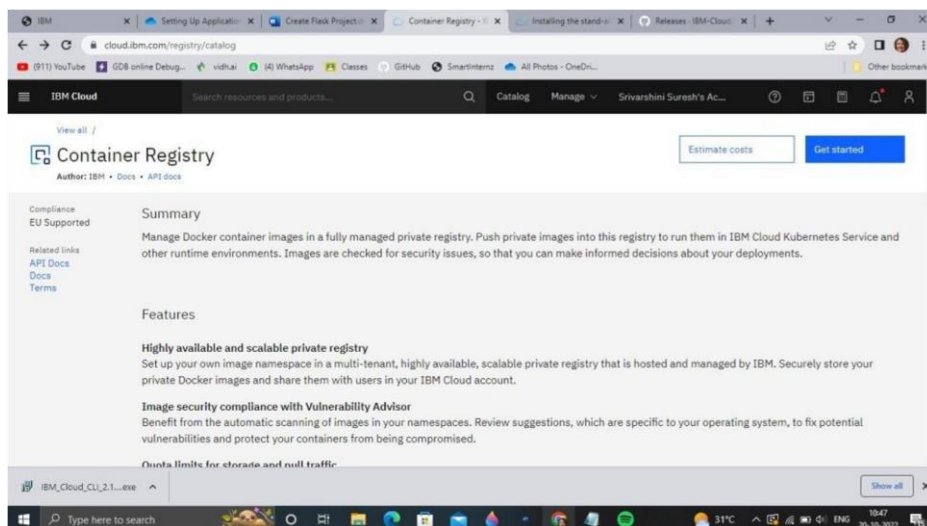 IBM
Setting Up Applicatio
Create Flask Project.d
Container Registry - I
Installing the stand-a
Releases · IBM-Cloud
cloud.ibm.com/registry/catalog
(911) YouTube
GDB online Debug...
vidhai
(4) WhatsApp
Classes
GitHub
Smartinternz
All Photos - OneDri...
Other bookmark
IBM Cloud
Search resources and products...
Catalog
Manage
Srivarshini Suresh's Ac...
View all /
Container Registry
Author: IBM • Docs • API docs
Estimate costs
Get started
Compliance
EU Supported
Related links
API Docs
Docs
Terms
Summary
Manage Docker container images in a fully managed private registry. Push private images into this registry to run them in IBM Cloud Kubernetes Service and
other runtime environments. Images are checked for security issues, so that you can make informed decisions about your deployments.
Features
Highly available and scalable private registry
Set up your own image namespace in a multi-tenant, highly available, scalable private registry that is hosted and managed by IBM. Securely store your
private Docker images and share them with users in your IBM Cloud account.
Image security compliance with Vulnerability Advisor
Benefit from the automatic scanning of images in your namespaces. Review suggestions, which are specific to your operating system, to fix potential
vulnerabilities and protect your containers from being compromised.
Quota limits for storage and pull traffic
IBM_Cloud_CLI_2.1....exe
Show all
Type here to search
31°C
ENG
10:47
30-10-2022